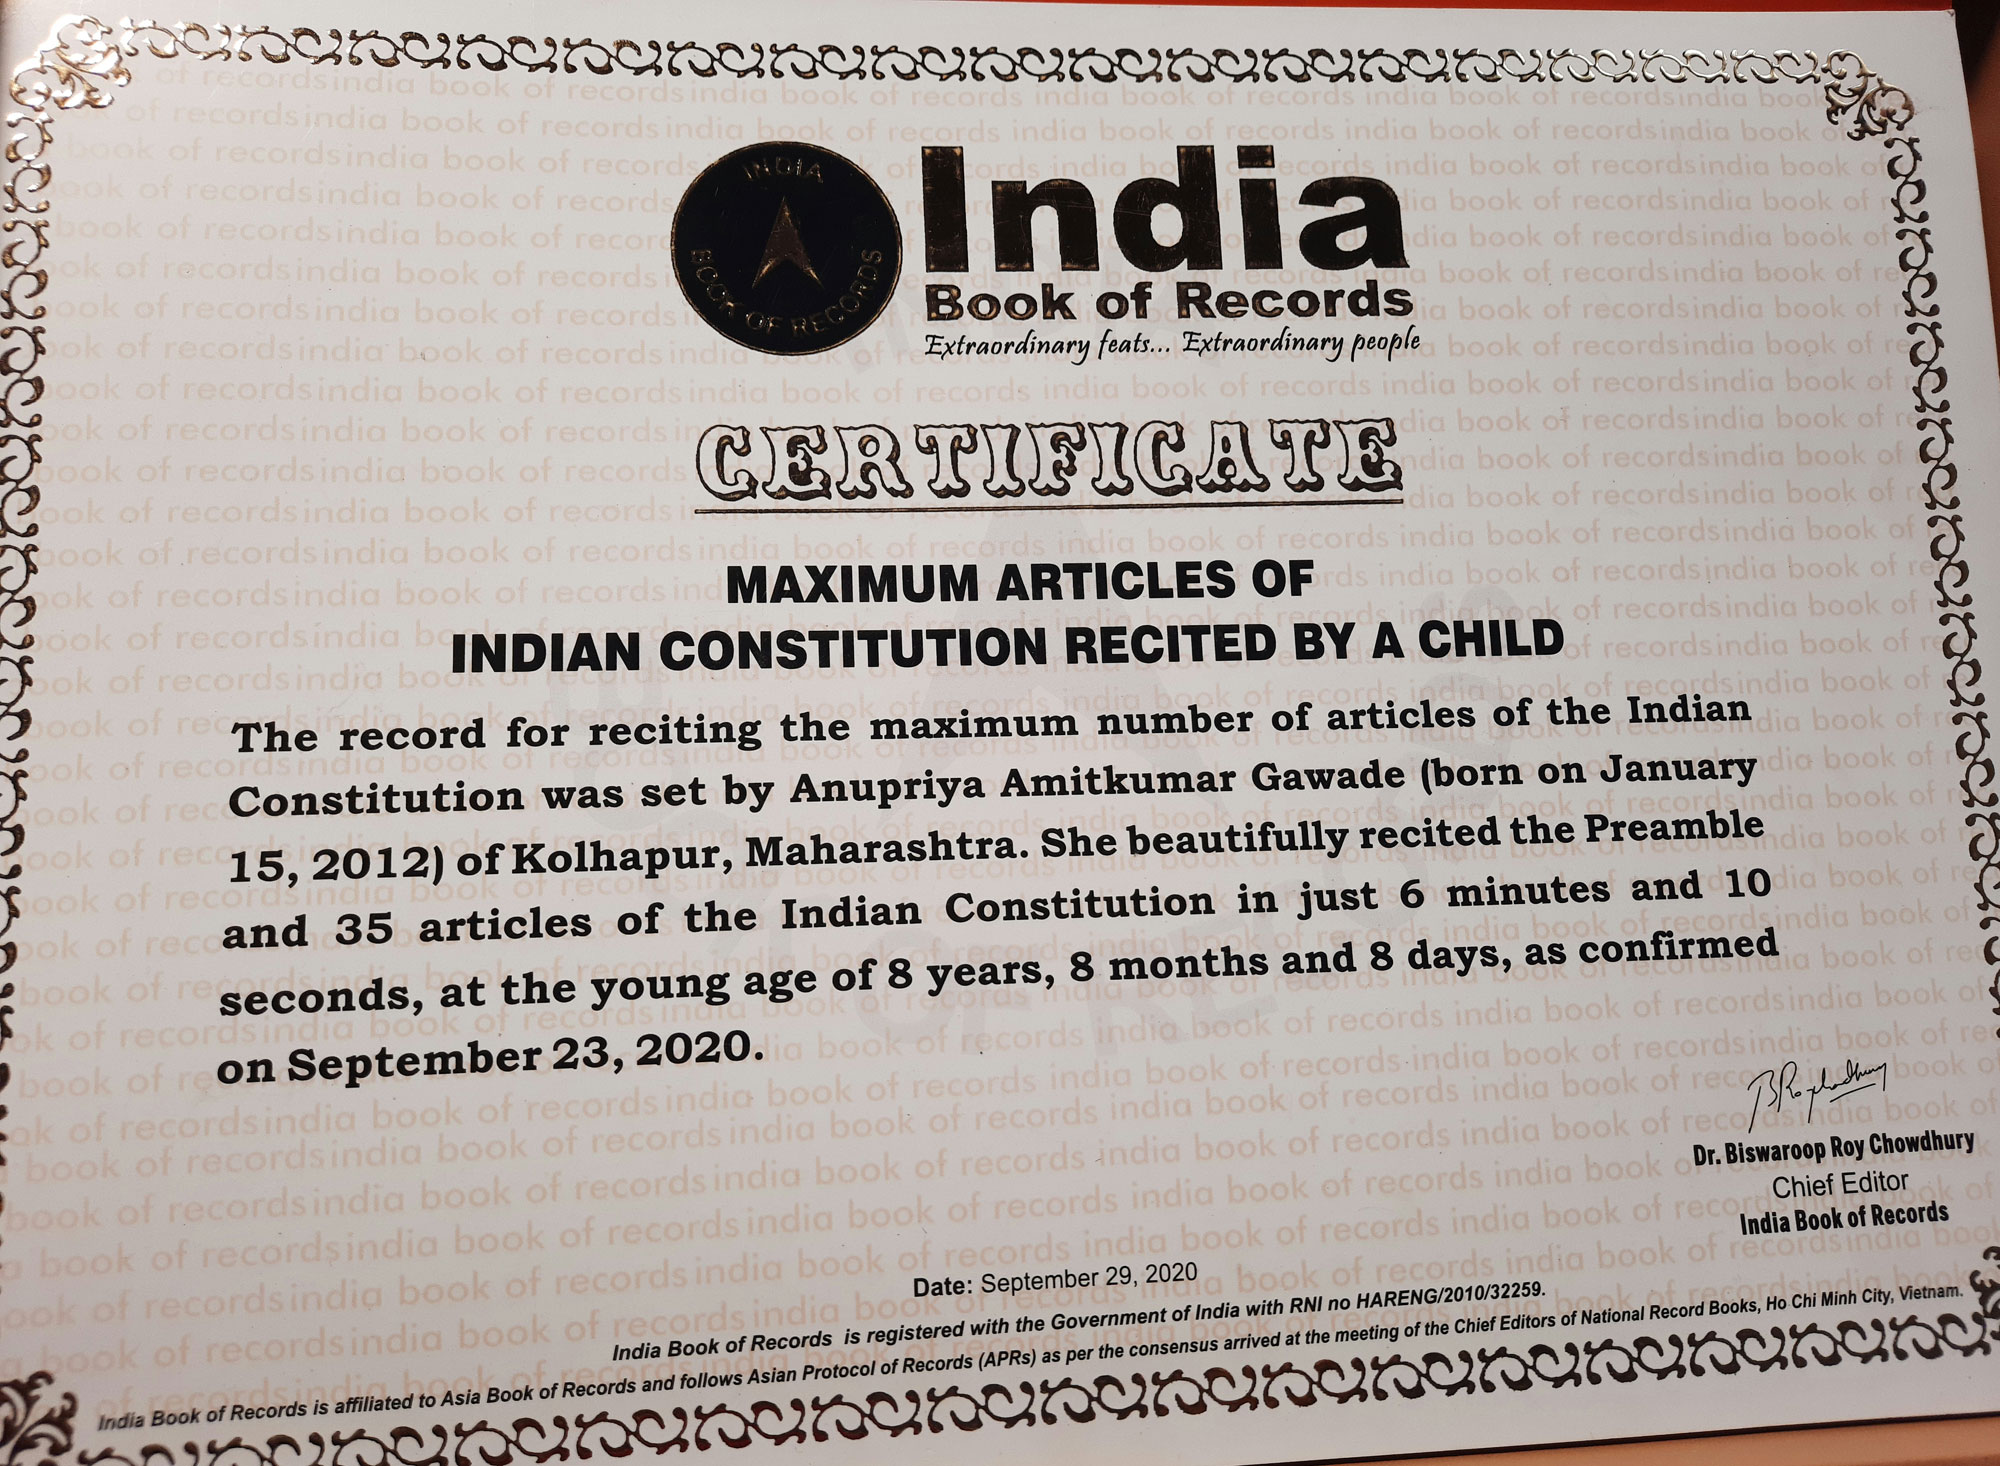 INDIA
BOOK OF RECORDS
India
Book of Records
Extraordinary feats... Extraordinary people
CERTIFICATE
MAXIMUM ARTICLES OF
INDIAN CONSTITUTION RECITED BY A CHILD
The record for reciting the maximum number of articles of the Indian
Constitution was set by Anupriya Amitkumar Gawade (born on January
15, 2012) of Kolhapur, Maharashtra. She beautifully recited the Preamble
and 35 articles of the Indian Constitution in just 6 minutes and 10
seconds, at the young age of 8 years, 8 months and 8 days, as confirmed
on September 23, 2020.
BRoychowdhury
Dr. Biswaroop Roy Chowdhury
Chief Editor
India Book of Records
Date: September 29, 2020
India Book of Records is registered with the Government of India with RNI no HARENG/2010/32259.
India Book of Records is affiliated to Asia Book of Records and follows Asian Protocol of Records (APRs) as per the consensus arrived at the meeting of the Chief Editors of National Record Books, Ho Chi Minh City, Vietnam.